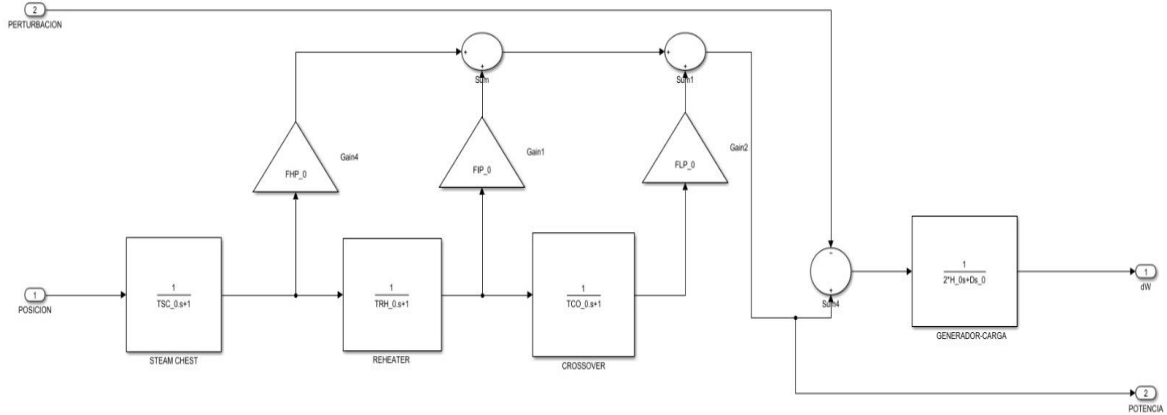 2
PERTURBACION
+
+
Sum
+
+
Sum1
FHP_0
Gain4
FIP_0
Gain1
FLP_0
Gain2
1
POSICION
1
TSC_0.s+1
STEAM CHEST
1
TRH_0.s+1
REHEATER
1
TCO_0.s+1
CROSSOVER
−
+
Sum4
1
2*H_0s+Ds_0
GENERADOR-CARGA
1
dW
2
POTENCIA